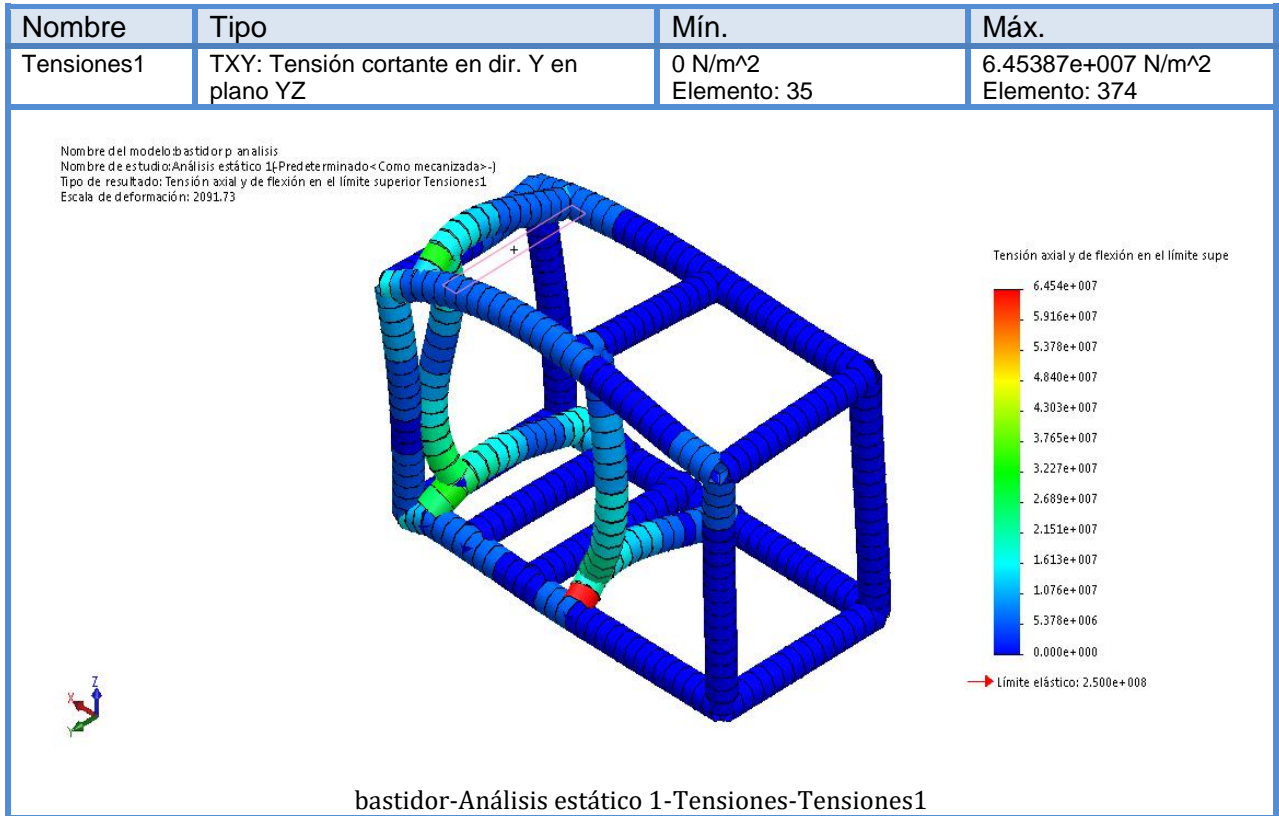 Nombre Tipo Mín. Máx.
Tensiones1 TXY: Tensión cortante en dir. Y en 0 N/m^2 6.45387e+007 N/m^2
plano YZ Elemento: 35 Elemento: 374
Nombre del modelo:bastidor p analisis
Nombre de estudio:Análisis estático 1(-Predeterminado<Como mecanizada>-)
Tipo de resultado: Tensión axial y de flexión en el límite superior Tensiones1
Escala de deformación: 2091.73
Tensión axial y de flexión en el límite supe
6.454e+007
5.916e+007
5.378e+007
4.840e+007
4.303e+007
3.765e+007
3.227e+007
2.689e+007
2.151e+007
1.613e+007
1.076e+007
5.378e+006
0.000e+000
Límite elástico: 2.500e+008
Z
X
Y
bastidor-Análisis estático 1-Tensiones-Tensiones1